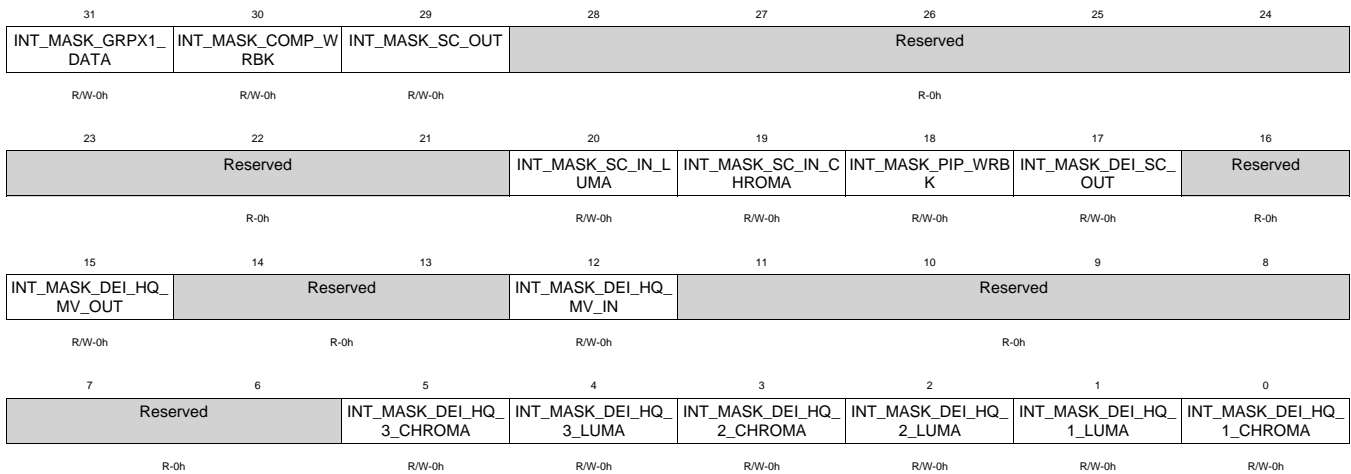 31 30 29 28 27 26 25 24
INT_MASK_GRPX1_ INT_MASK_COMP_W INT_MASK_SC_OUT Reserved
DATA RBK
R/W-0h R/W-0h R/W-0h R-0h
23 22 21 20 19 18 17 16
Reserved INT_MASK_SC_IN_L INT_MASK_SC_IN_C INT_MASK_PIP_WRB INT_MASK_DEI_SC_ Reserved
UMA HROMA K OUT
R-0h R/W-0h R/W-0h R/W-0h R/W-0h R-0h
15 14 13 12 11 10 9 8
INT_MASK_DEI_HQ_ Reserved INT_MASK_DEI_HQ_ Reserved
MV_OUT MV_IN
R/W-0h R-0h R/W-0h R-0h
7 6 5 4 3 2 1 0
Reserved INT_MASK_DEI_HQ_ INT_MASK_DEI_HQ_ INT_MASK_DEI_HQ_ INT_MASK_DEI_HQ_ INT_MASK_DEI_HQ_ INT_MASK_DEI_HQ_
3_CHROMA 3_LUMA 2_CHROMA 2_LUMA 1_LUMA 1_CHROMA
R-0h R/W-0h R/W-0h R/W-0h R/W-0h R/W-0h R/W-0h